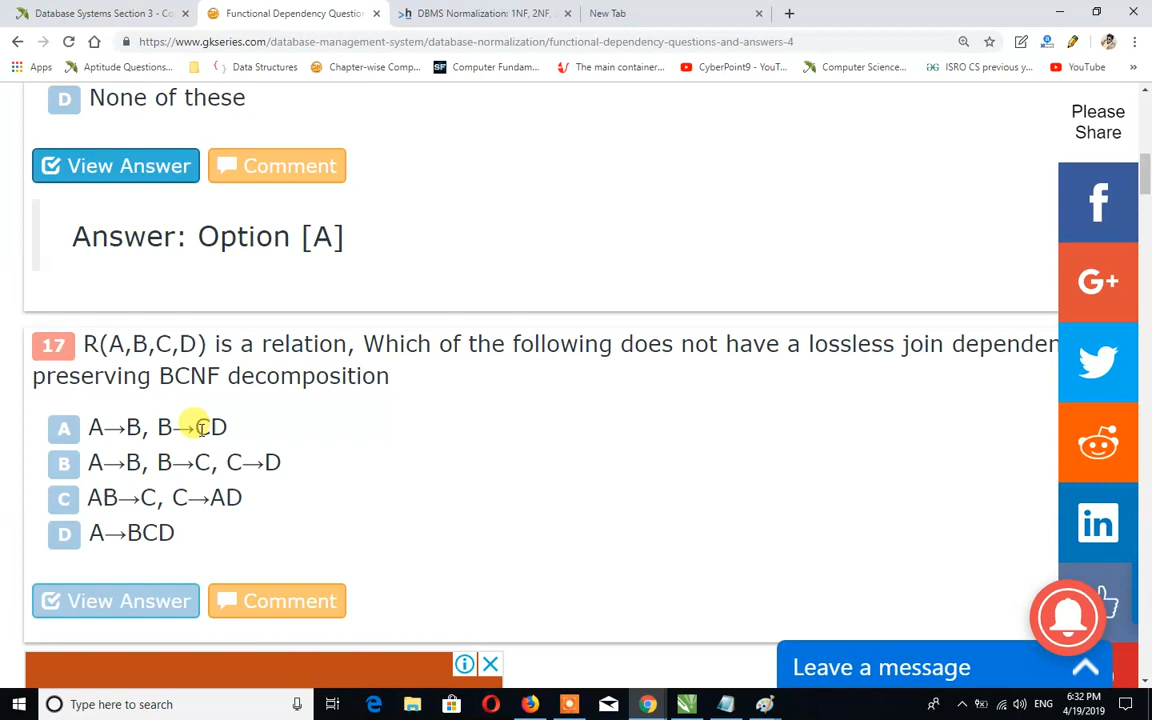 Database Systems Section 3 - Co
Functional Dependency Question
DBMS Normalization: 1NF, 2NF,
New Tab
https://www.gkseries.com/database-management-system/database-normalization/functional-dependency-questions-and-answers-4
Apps
Aptitude Questions...
Data Structures
Chapter-wise Comp...
SF
Computer Fundam...
The main container...
CyberPoint9 - YouT...
Computer Science...
ISRO CS previous y...
YouTube
D None of these
Please
Share
View Answer
Comment
Answer: Option [A]
17 R(A,B,C,D) is a relation, Which of the following does not have a lossless join dependen
preserving BCNF decomposition
A A→B, B→CD
B A→B, B→C, C→D
C AB→C, C→AD
D A→BCD
View Answer
Comment
Leave a message
Type here to search
ENG
6:32 PM
4/19/2019